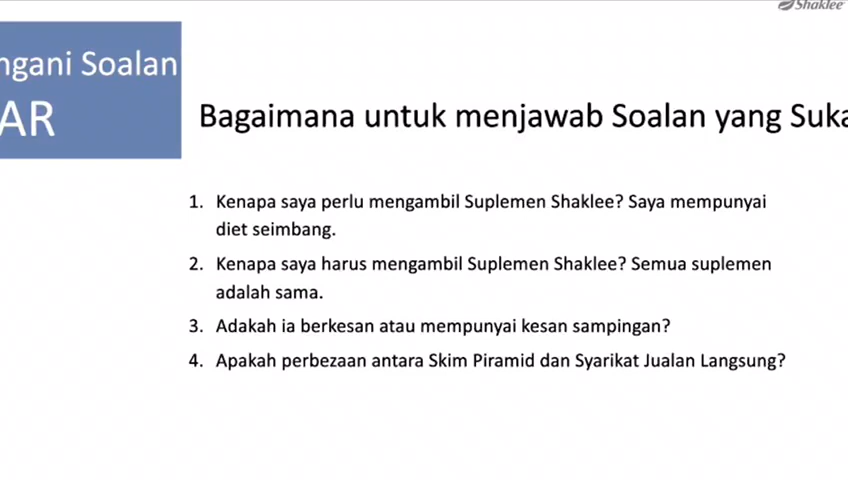 Shaklee
ngani Soalan
AR
Bagaimana untuk menjawab Soalan yang Suka
1. Kenapa saya perlu mengambil Suplemen Shaklee? Saya mempunyai
diet seimbang.
2. Kenapa saya harus mengambil Suplemen Shaklee? Semua suplemen
adalah sama.
3. Adakah ia berkesan atau mempunyai kesan sampingan?
4. Apakah perbezaan antara Skim Piramid dan Syarikat Jualan Langsung?